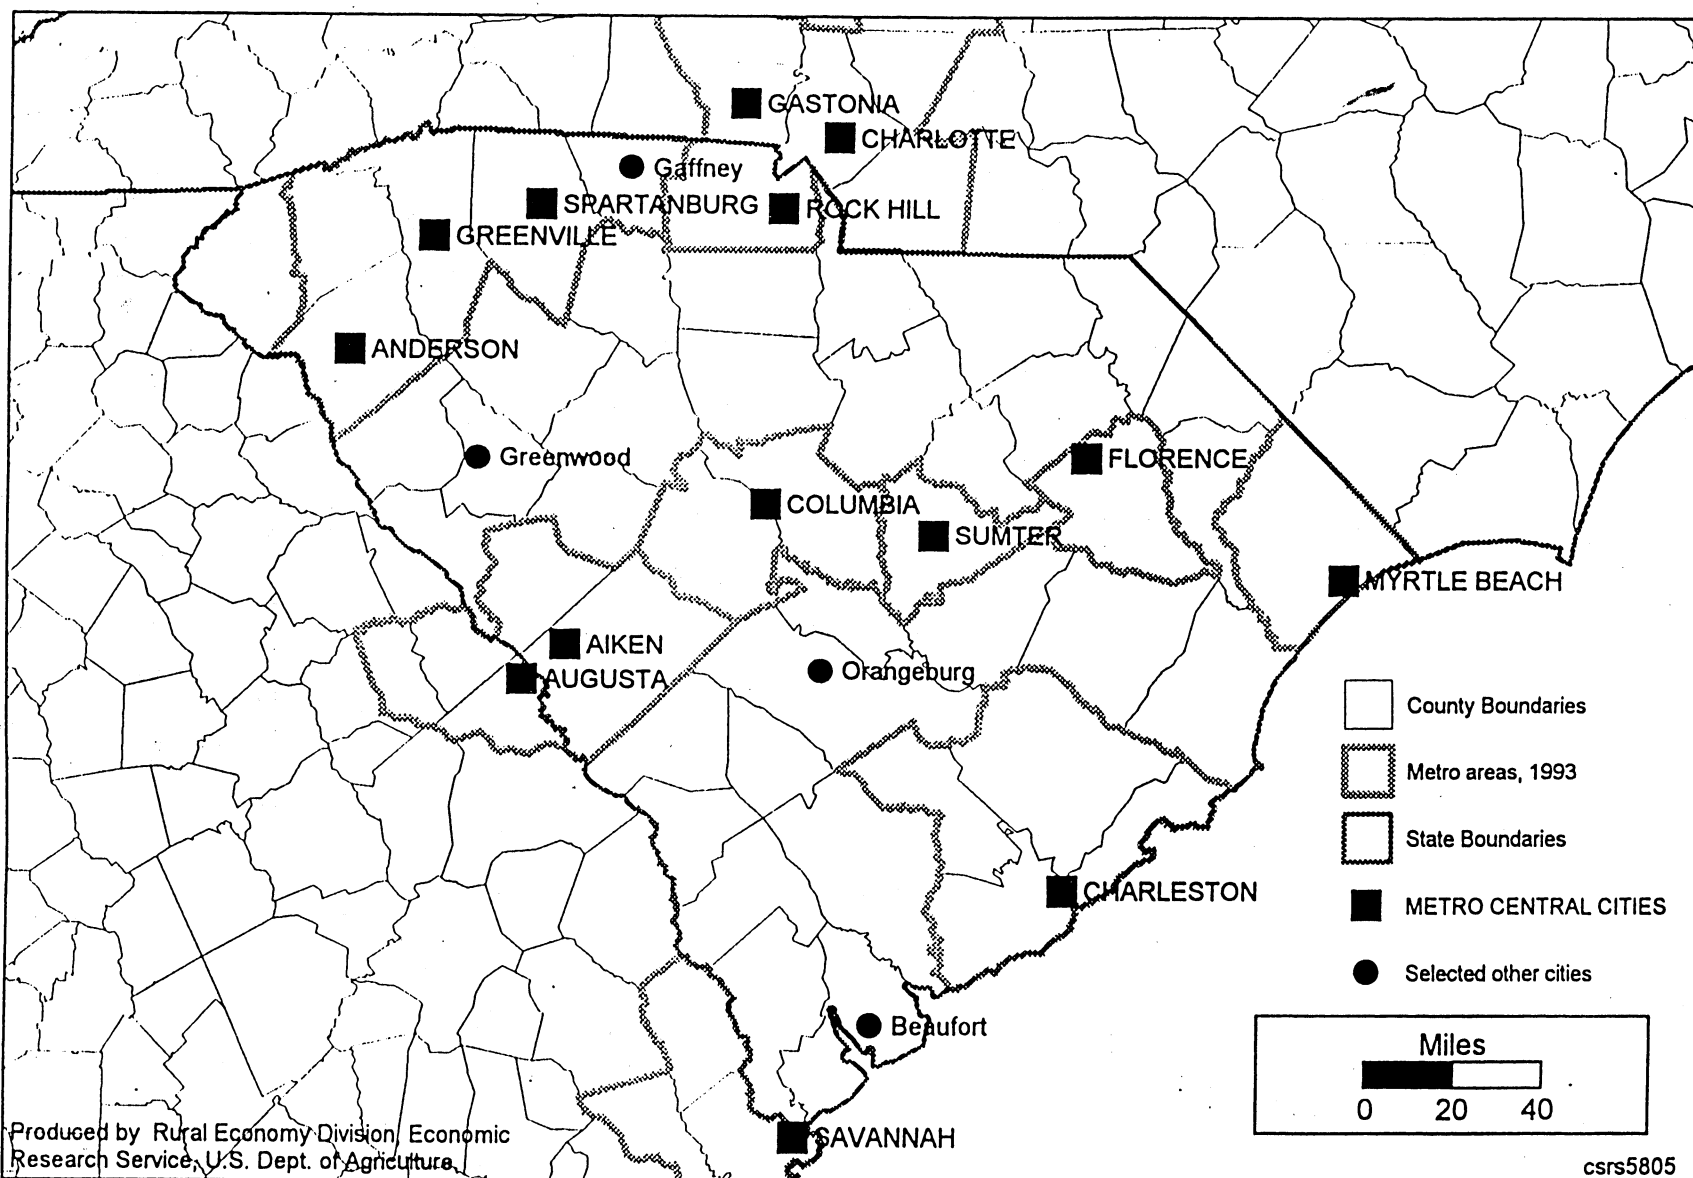 GASTONIA
CHARLOTTE
Gaffney
SPARTANBURG
ROCK HILL
GREENVILLE
ANDERSON
Greenwood
FLORENCE
COLUMBIA
SUMTER
MYRTLE BEACH
AIKEN
AUGUSTA
Orangeburg
CHARLESTON
Beaufort
SAVANNAH
County Boundaries
Metro areas, 1993
State Boundaries
METRO CENTRAL CITIES
Selected other cities
Miles
0 20 40
Produced by Rural Economy Division, Economic
Research Service, U.S. Dept. of Agriculture.
csrs5805